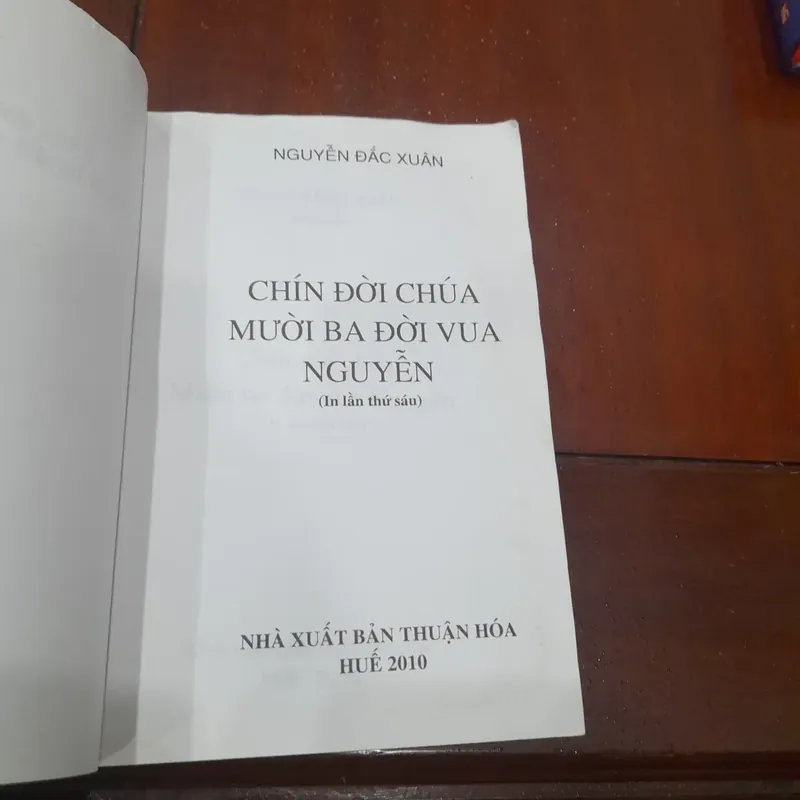 NGUYỄN ĐẮC XUÂN
CHÍN ĐỜI CHÚA
MƯỜI BA ĐỜI VUA
NGUYỄN
(In lần thứ sáu)
NHÀ XUẤT BẢN THUẬN HÓA
HUẾ 2010